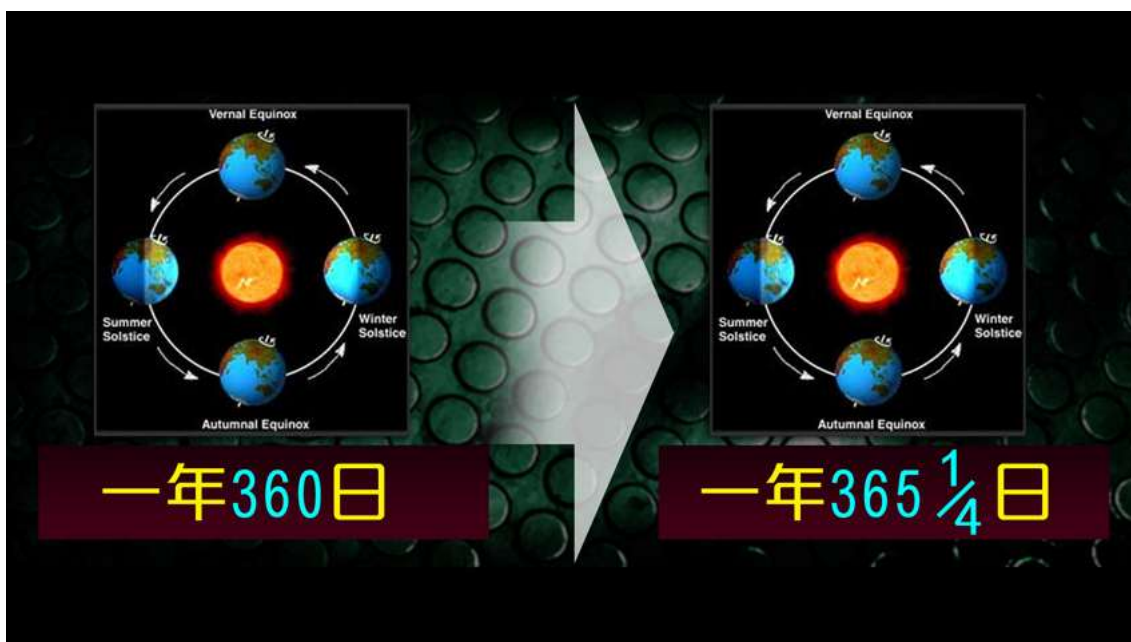 Vernal Equinox
Summer
Solstice
Winter
Solstice
Autumnal Equinox
一年360日
Vernal Equinox
Summer
Solstice
Winter
Solstice
Autumnal Equinox
一年365 1/4 日